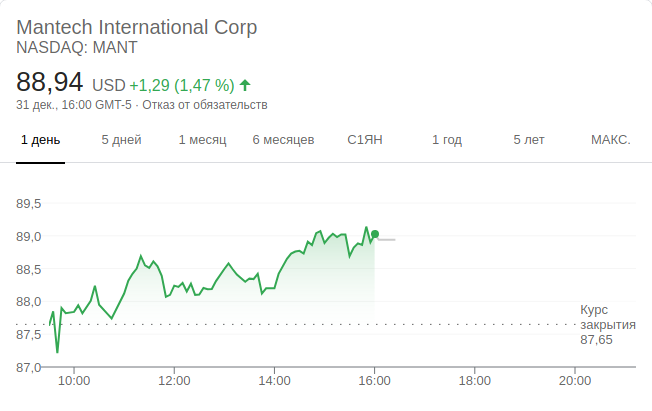 Mantech International Corp
NASDAQ: MANT
88,94 USD +1,29 (1,47 %)
31 дек., 16:00 GMT-5 · Отказ от обязательств
1 день 5 дней 1 месяц 6 месяцев С1ЯН 1 год 5 лет МАКС.
89,5
89,0
88,5
88,0
87,5
87,0
Курс
закрытия
87,65
10:00 12:00 14:00 16:00 18:00 20:00